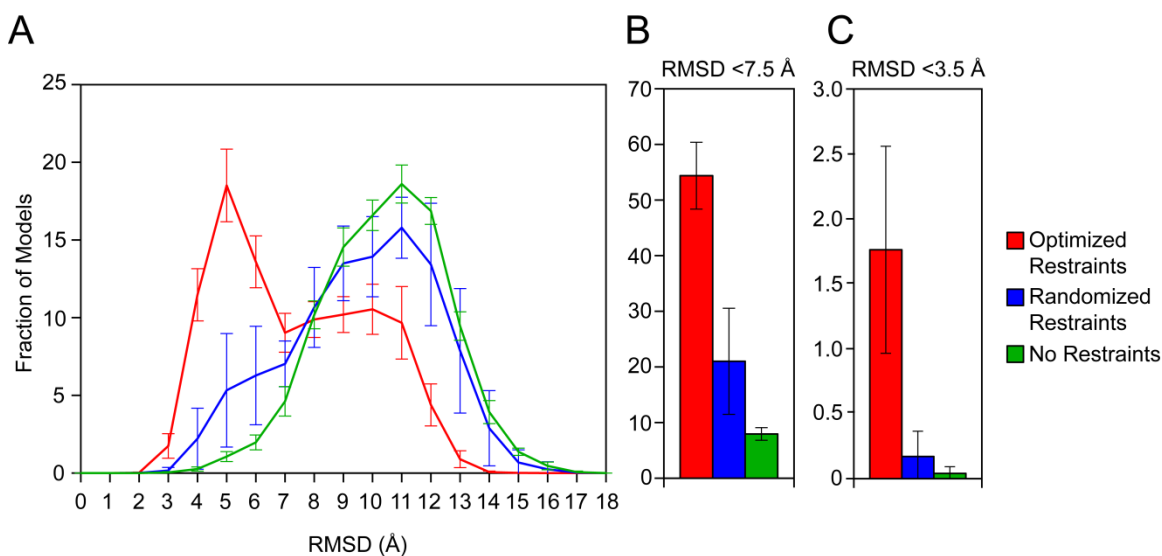 A
B
C
RMSD <7.5 Å
RMSD <3.5 Å
Fraction of Models
25
20
15
10
5
0
0 1 2 3 4 5 6 7 8 9 10 11 12 13 14 15 16 17 18
RMSD (Å)
70
60
50
40
30
20
10
0
3.0
2.5
2.0
1.5
1.0
0.5
0
Optimized
Restraints
Randomized
Restraints
No Restraints